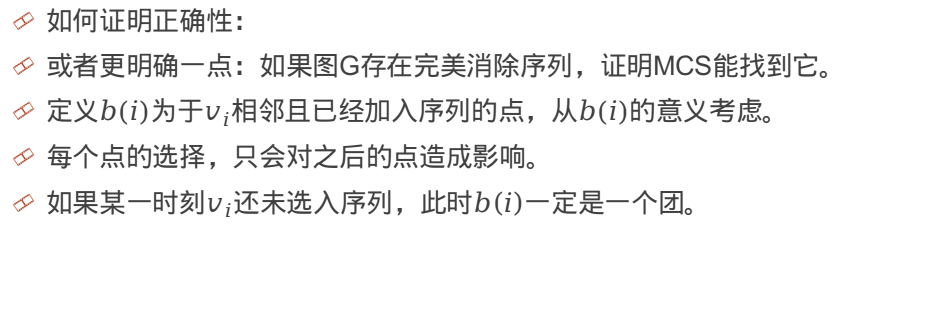 如何证明正确性：
或者更明确一点：如果图G存在完美消除序列，证明MCS能找到它。
定义b(i)为于vᵢ相邻且已经加入序列的点，从b(i)的意义考虑。
每个点的选择，只会对之后的点造成影响。
如果某一时刻vᵢ还未选入序列，此时b(i)一定是一个团。